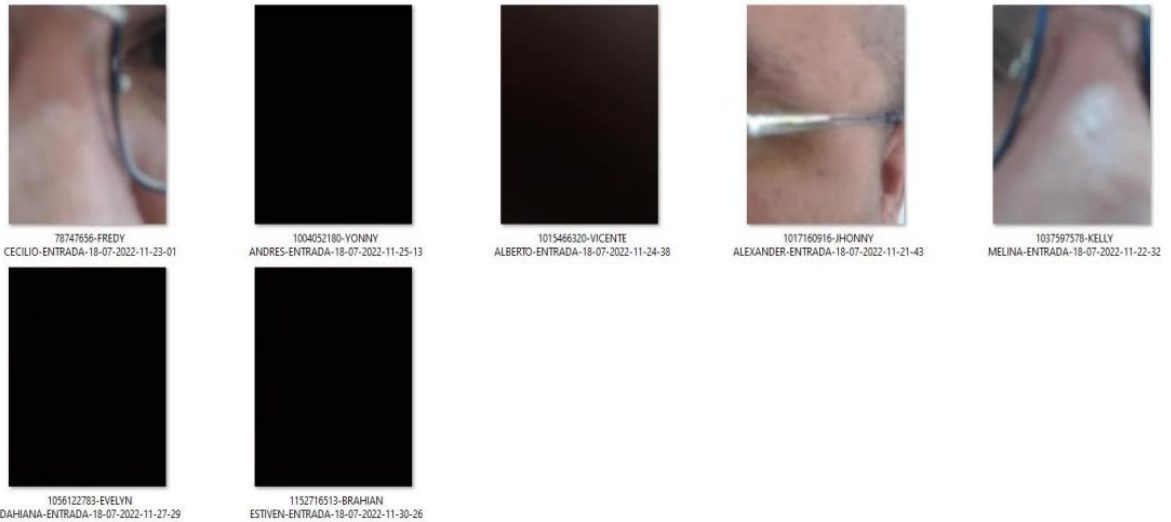 78747656-FREDY
CECILIO-ENTRADA-18-07-2022-11-23-01
1004052180-YONNY
ANDRES-ENTRADA-18-07-2022-11-25-13
1015466320-VICENTE
ALBERTO-ENTRADA-18-07-2022-11-24-38
1017160916-JHONNY
ALEXANDER-ENTRADA-18-07-2022-11-21-43
1037597578-KELLY
MELINA-ENTRADA-18-07-2022-11-22-32
1056122783-EVELYN
DAHIANA-ENTRADA-18-07-2022-11-27-29
1152716513-BRAHIAN
ESTIVEN-ENTRADA-18-07-2022-11-30-26